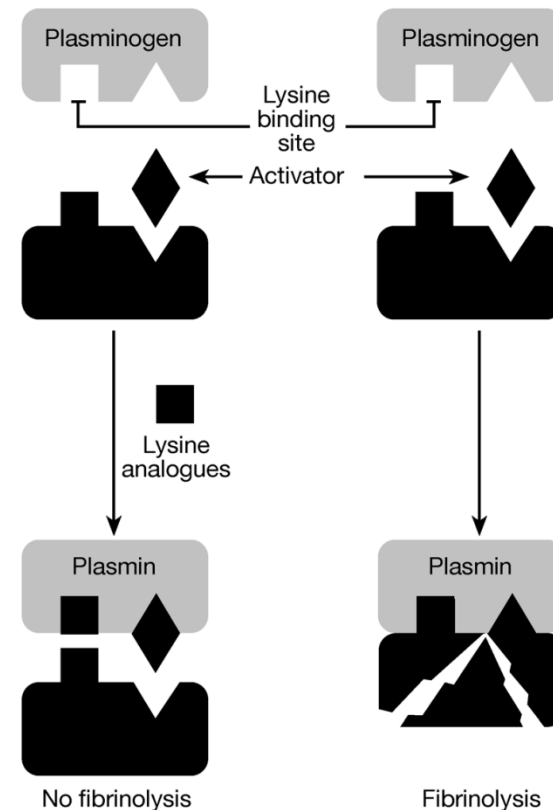 Plasminogen
Plasminogen
Lysine
binding
site
Activator
Lysine
analogues
Plasmin
Plasmin
No fibrinolysis
Fibrinolysis